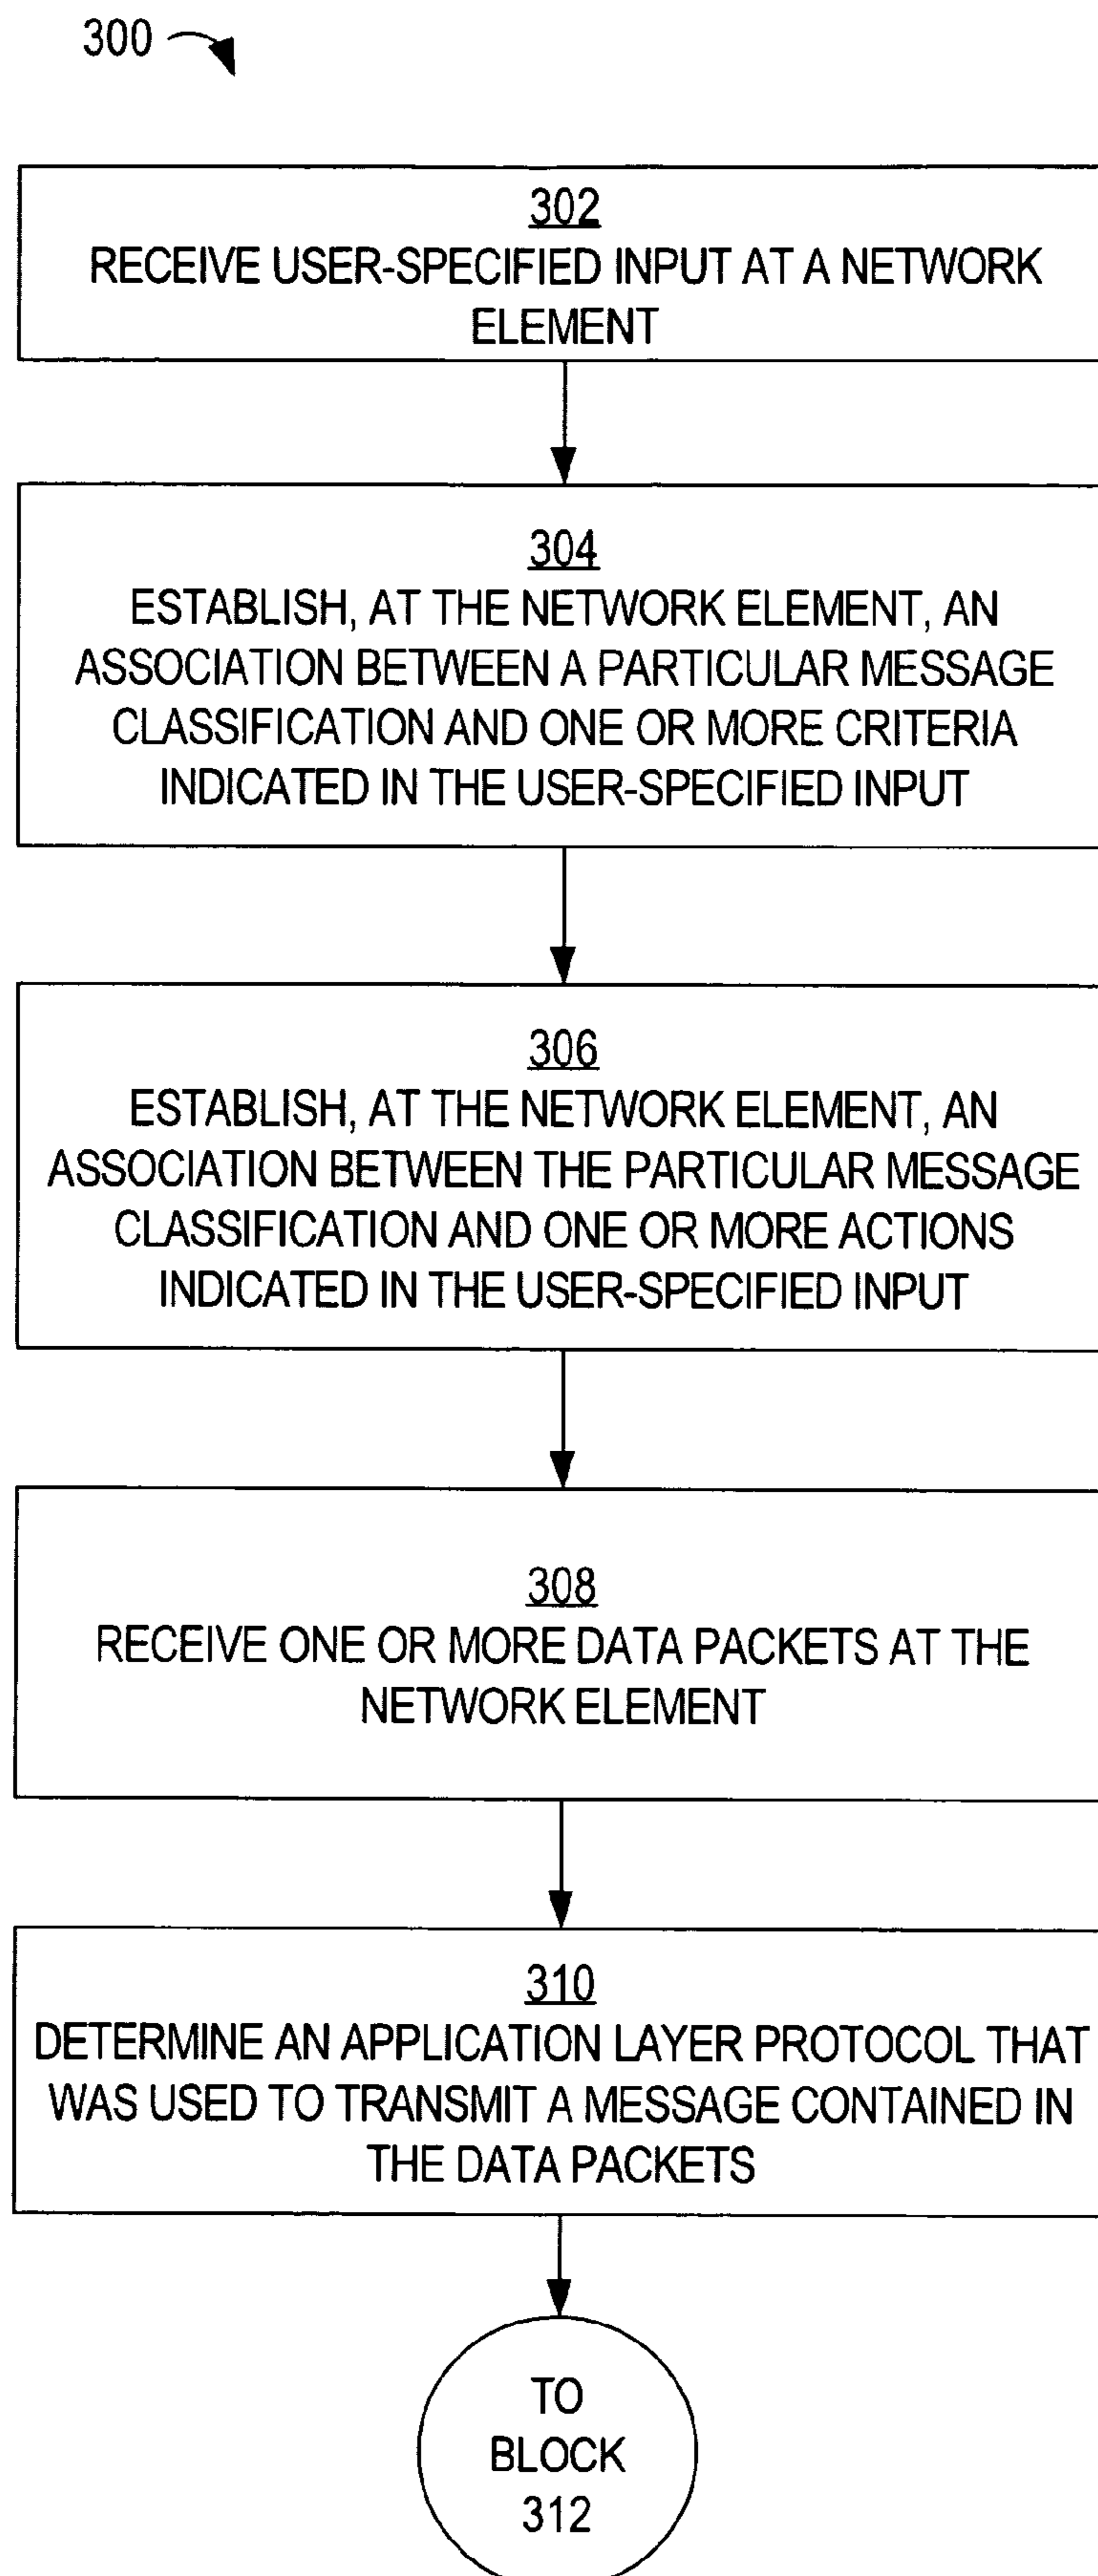 300
302
RECEIVE USER-SPECIFIED INPUT AT A NETWORK
ELEMENT
304
ESTABLISH, AT THE NETWORK ELEMENT, AN
ASSOCIATION BETWEEN A PARTICULAR MESSAGE
CLASSIFICATION AND ONE OR MORE CRITERIA
INDICATED IN THE USER-SPECIFIED INPUT
306
ESTABLISH, AT THE NETWORK ELEMENT, AN
ASSOCIATION BETWEEN THE PARTICULAR MESSAGE
CLASSIFICATION AND ONE OR MORE ACTIONS
INDICATED IN THE USER-SPECIFIED INPUT
308
RECEIVE ONE OR MORE DATA PACKETS AT THE
NETWORK ELEMENT
310
DETERMINE AN APPLICATION LAYER PROTOCOL THAT
WAS USED TO TRANSMIT A MESSAGE CONTAINED IN
THE DATA PACKETS
TO
BLOCK
312